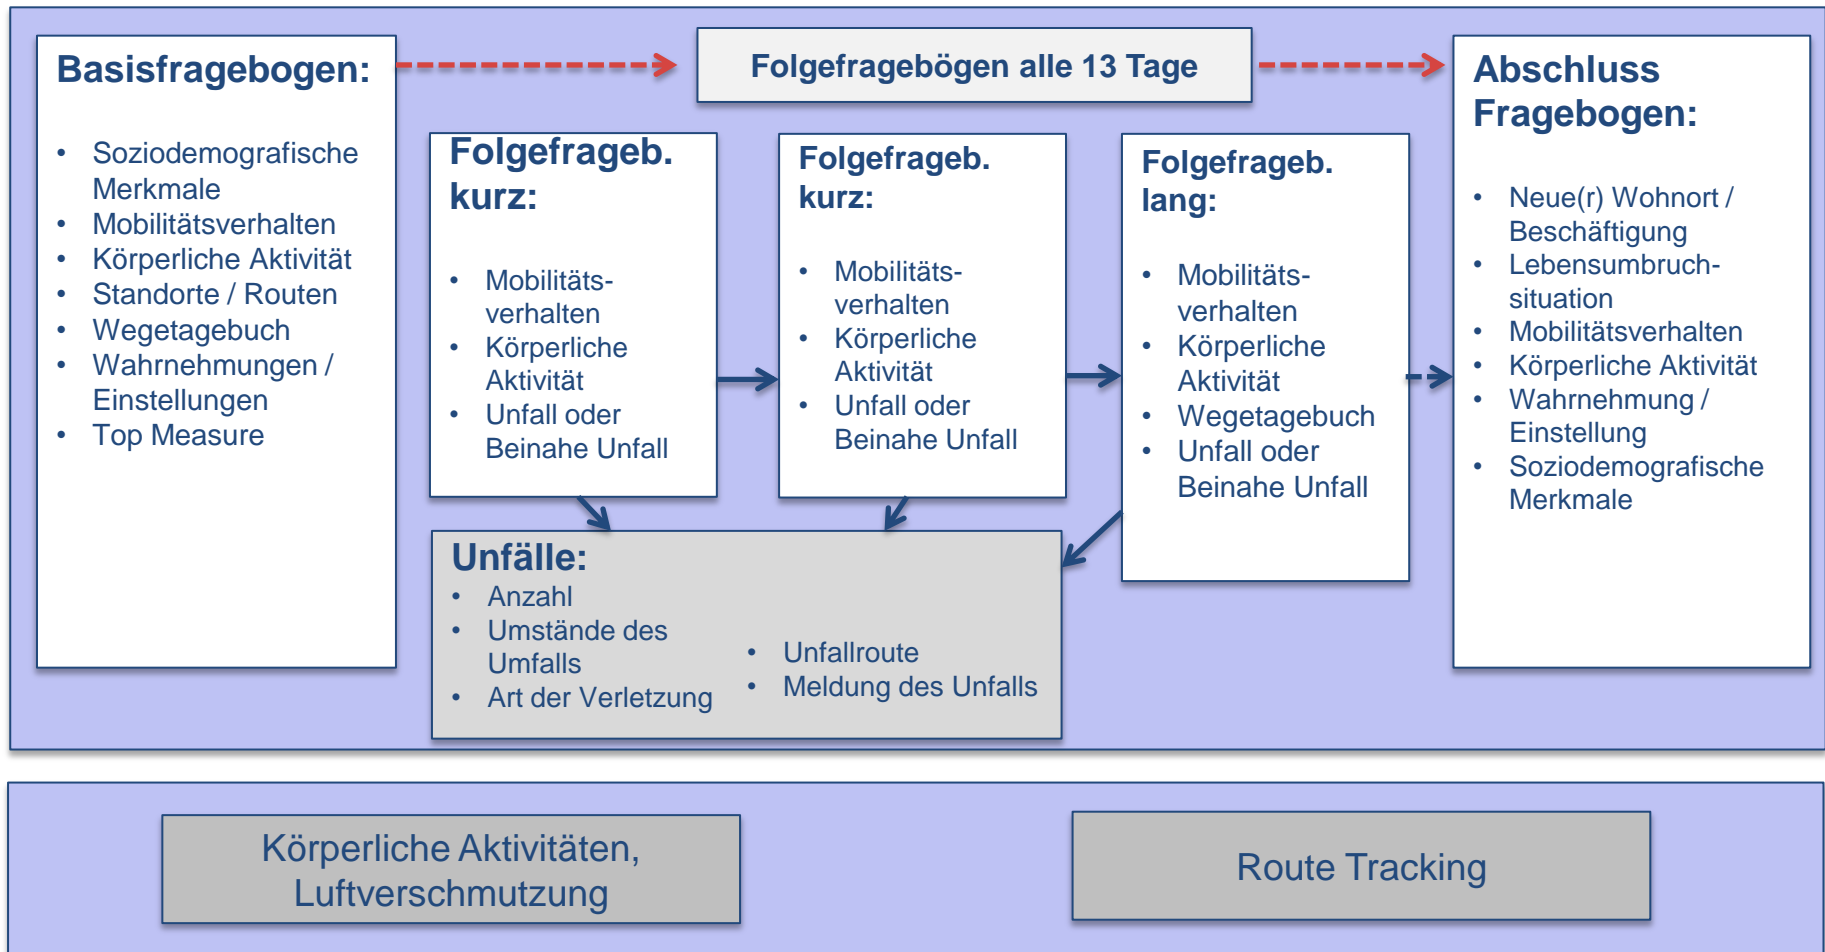 Basisfragebogen:
• Soziodemografische
Merkmale
• Mobilitätsverhalten
• Körperliche Aktivität
• Standorte / Routen
• Wegetagebuch
• Wahrnehmungen /
Einstellungen
• Top Measure
Folgefragebögen alle 13 Tage
Folgefrageb.
kurz:
• Mobilitäts-
verhalten
• Körperliche
Aktivität
• Unfall oder
Beinahe Unfall
Folgefrageb.
kurz:
• Mobilitäts-
verhalten
• Körperliche
Aktivität
• Unfall oder
Beinahe Unfall
Folgefrageb.
lang:
• Mobilitäts-
verhalten
• Körperliche
Aktivität
• Wegetagebuch
• Unfall oder
Beinahe Unfall
Unfälle:
• Anzahl
• Umstände des
Umfalls
• Art der Verletzung
• Unfallroute
• Meldung des Unfalls
Abschluss
Fragebogen:
• Neue(r) Wohnort /
Beschäftigung
• Lebensumbruch-
situation
• Mobilitätsverhalten
• Körperliche Aktivität
• Wahrnehmung /
Einstellung
• Soziodemografische
Merkmale
Körperliche Aktivitäten,
Luftverschmutzung
Route Tracking